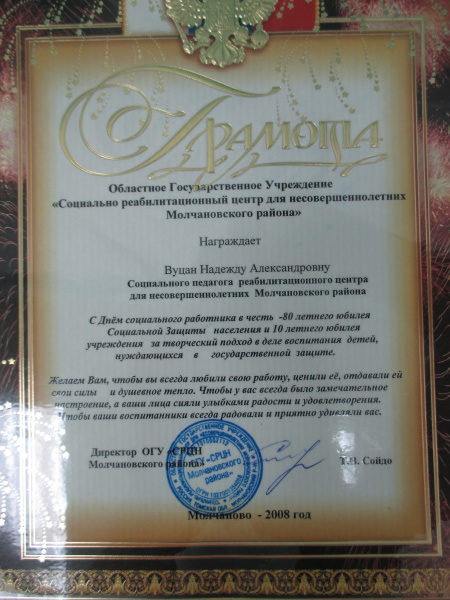 Грамота
Областное Государственное Учреждение
«Социально реабилитационный центр для несовершеннолетних
Молчановского района»
Награждает
Вуцан Надежду Александровну
Социального педагога реабилитационного центра
для несовершеннолетних Молчановского района
С Днём социального работника в честь -80 летнего юбилея
Социальной Защиты населения и 10 летнего юбилея
учреждения за творческий подход в деле воспитания детей,
нуждающихся в государственной защите.
Желаем Вам, чтобы вы всегда любили свою работу, ценили её, отдавали ей
свои силы и душевное тепло. Чтобы у вас всегда было замечательное
настроение, а ваши лица сияли улыбками радости и удовлетворения.
Чтобы ваши воспитанники всегда радовали и приятно удивляли вас.
Директор ОГУ «СРЦН
Молчановского района»
Т.В. Сойдо
ОГУ «СРЦН
Молчановского
района»
Молчаново - 2008 год